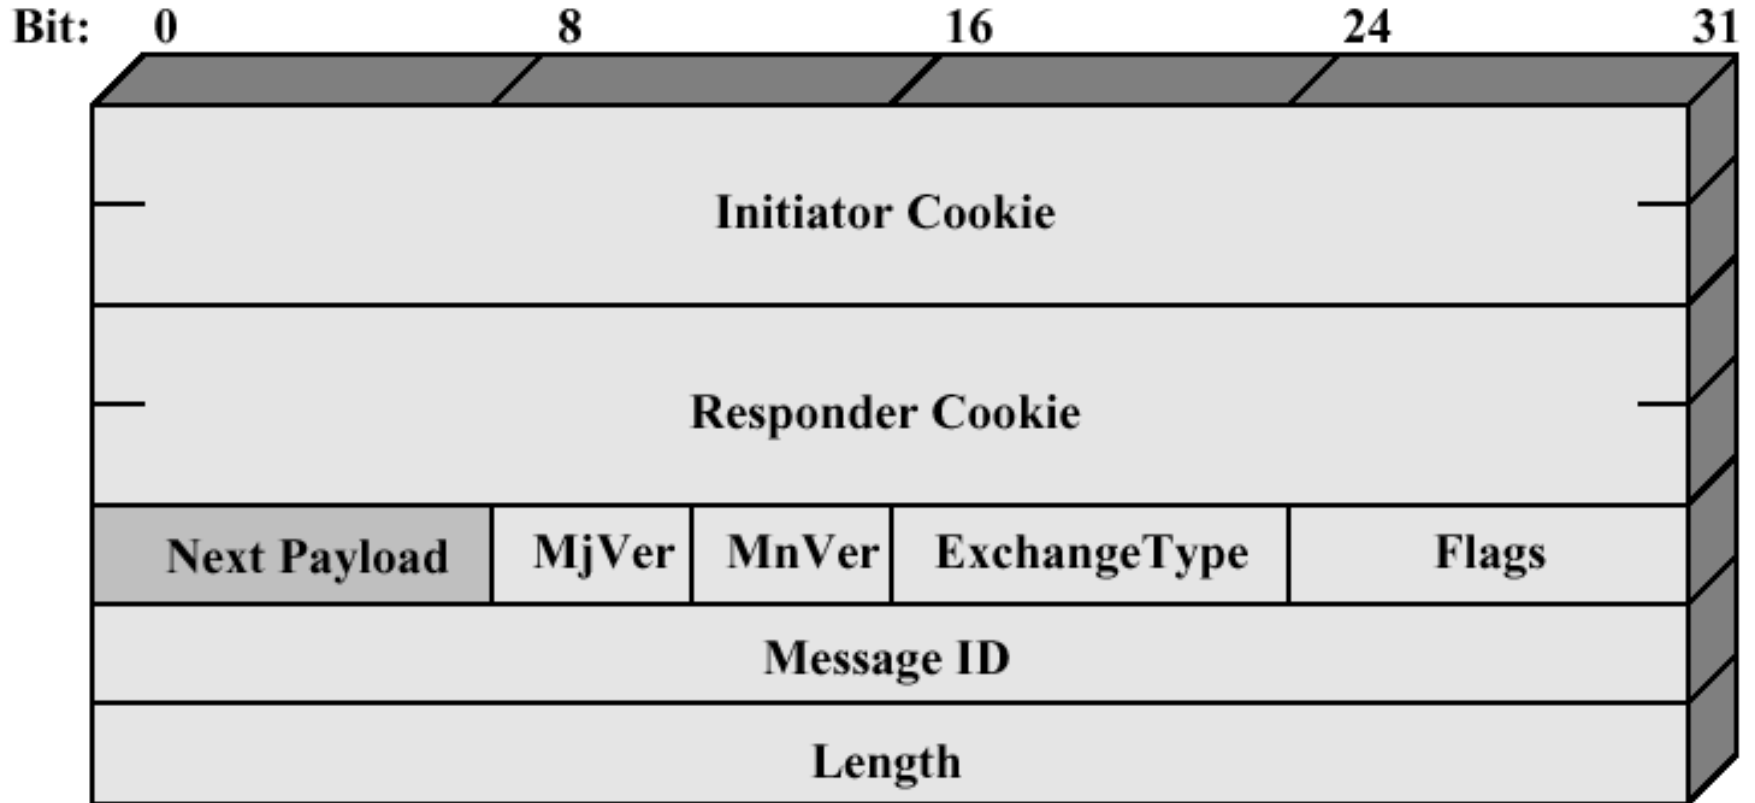 Bit: 0 8 16 24 31
Initiator Cookie
Responder Cookie
Next Payload MjVer MnVer ExchangeType Flags
Message ID
Length